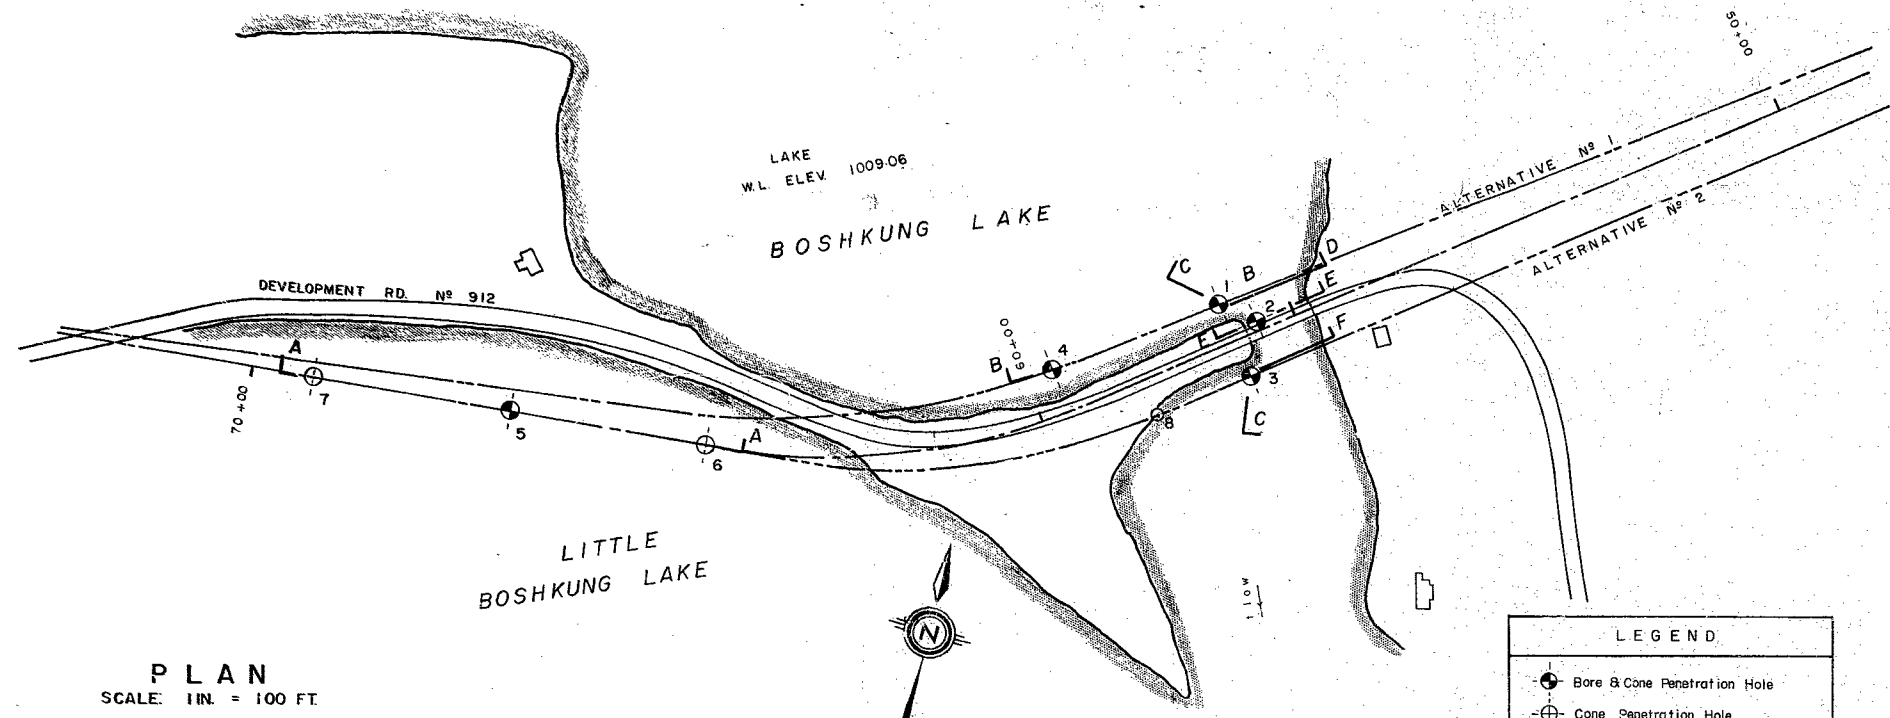 50+00
LAKE
W.L. ELEV. 1009.06
BOSHKUNG LAKE
ALTERNATIVE Nº 1
ALTERNATIVE Nº 2
DEVELOPMENT RD. Nº 912
C
B
D
1
2
E
E
F
60+00
B
4
3
C
8
A
7
70+00
5
A
6
LITTLE
BOSHKUNG LAKE
FLOW
N
PLAN
SCALE: 1 IN. = 100 FT.
LEGEND
Bore & Cone Penetration Hole
Cone Penetration Hole